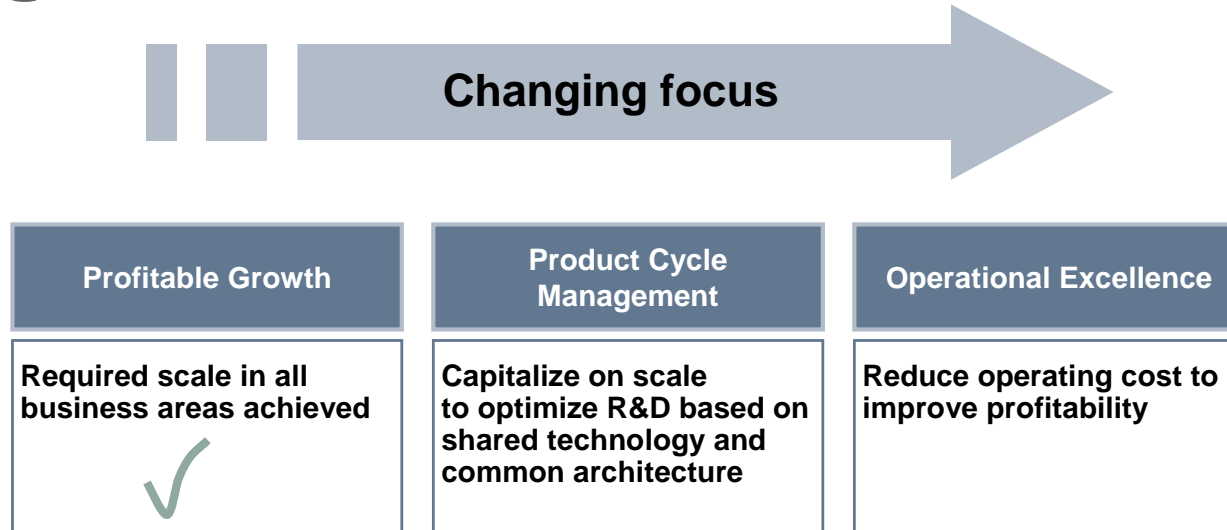 Changing focus
Profitable Growth
Product Cycle
Management
Operational Excellence
Required scale in all
business areas achieved
Capitalize on scale
to optimize R&D based on
shared technology and
common architecture
Reduce operating cost to
improve profitability